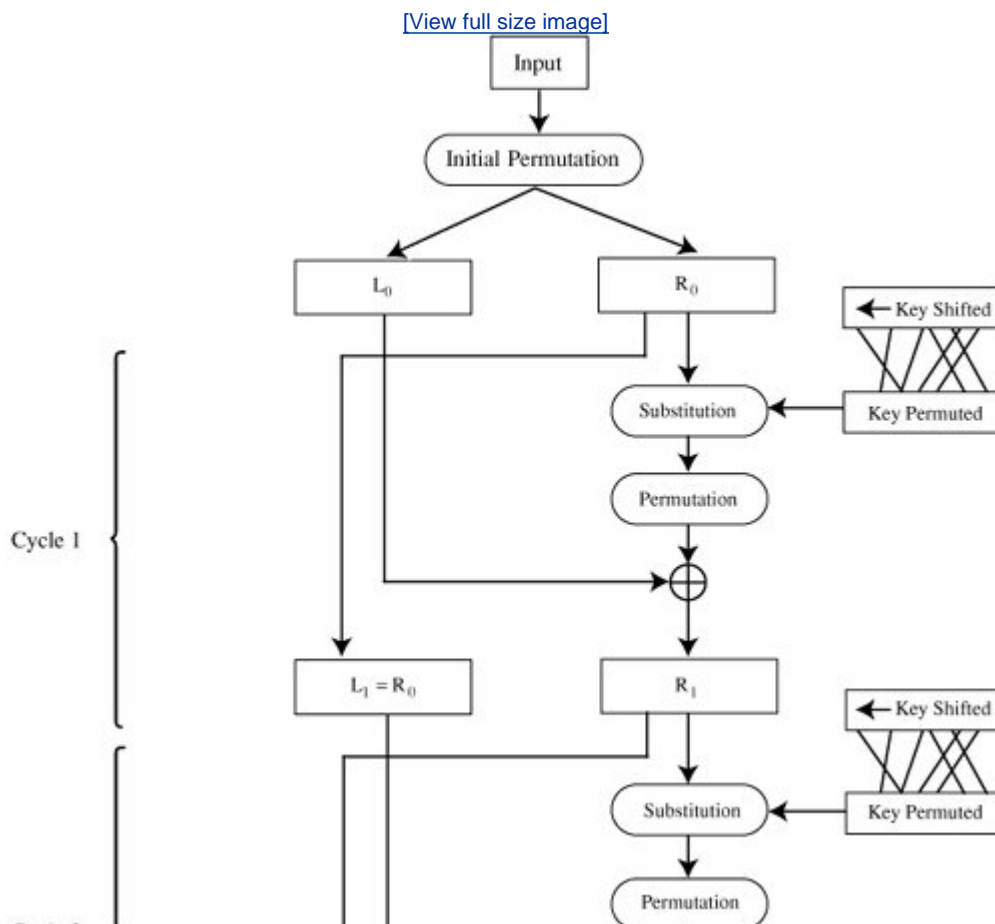 [View full size image]
Input
Initial Permutation
L0
R0
Key Shifted
Substitution
Key Permuted
Permutation
Cycle 1
L1 = R0
R1
Key Shifted
Substitution
Key Permuted
Permutation